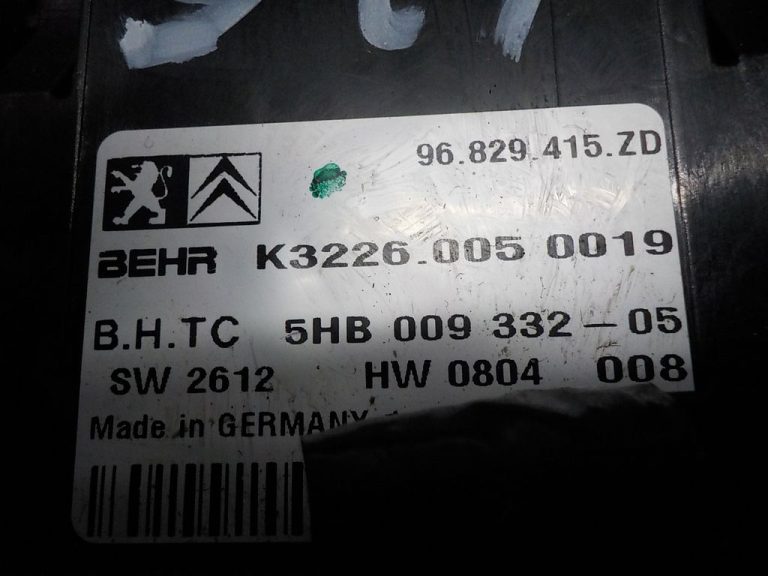 96.829.415.ZD
BEHR K3226.005 0019
B.H.TC 5HB 009 332-05
SW 2612 HW 0804 008
Made in GERMANY